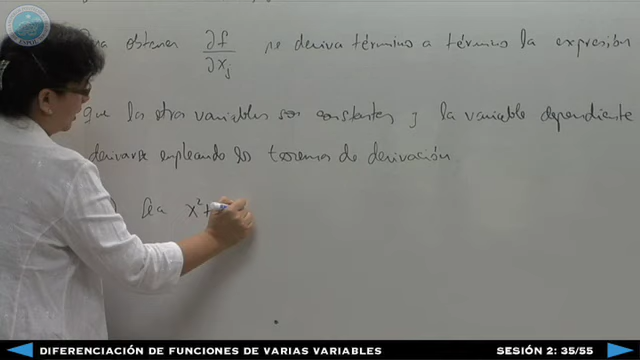 obtener ∂f/∂xj se deriva término a término la expresión
que las otras variables son constantes y la variable dependiente
derivarse empleando los teoremas de derivación
Sea x²+
DIFERENCIACIÓN DE FUNCIONES DE VARIAS VARIABLES
SESIÓN 2: 35/55